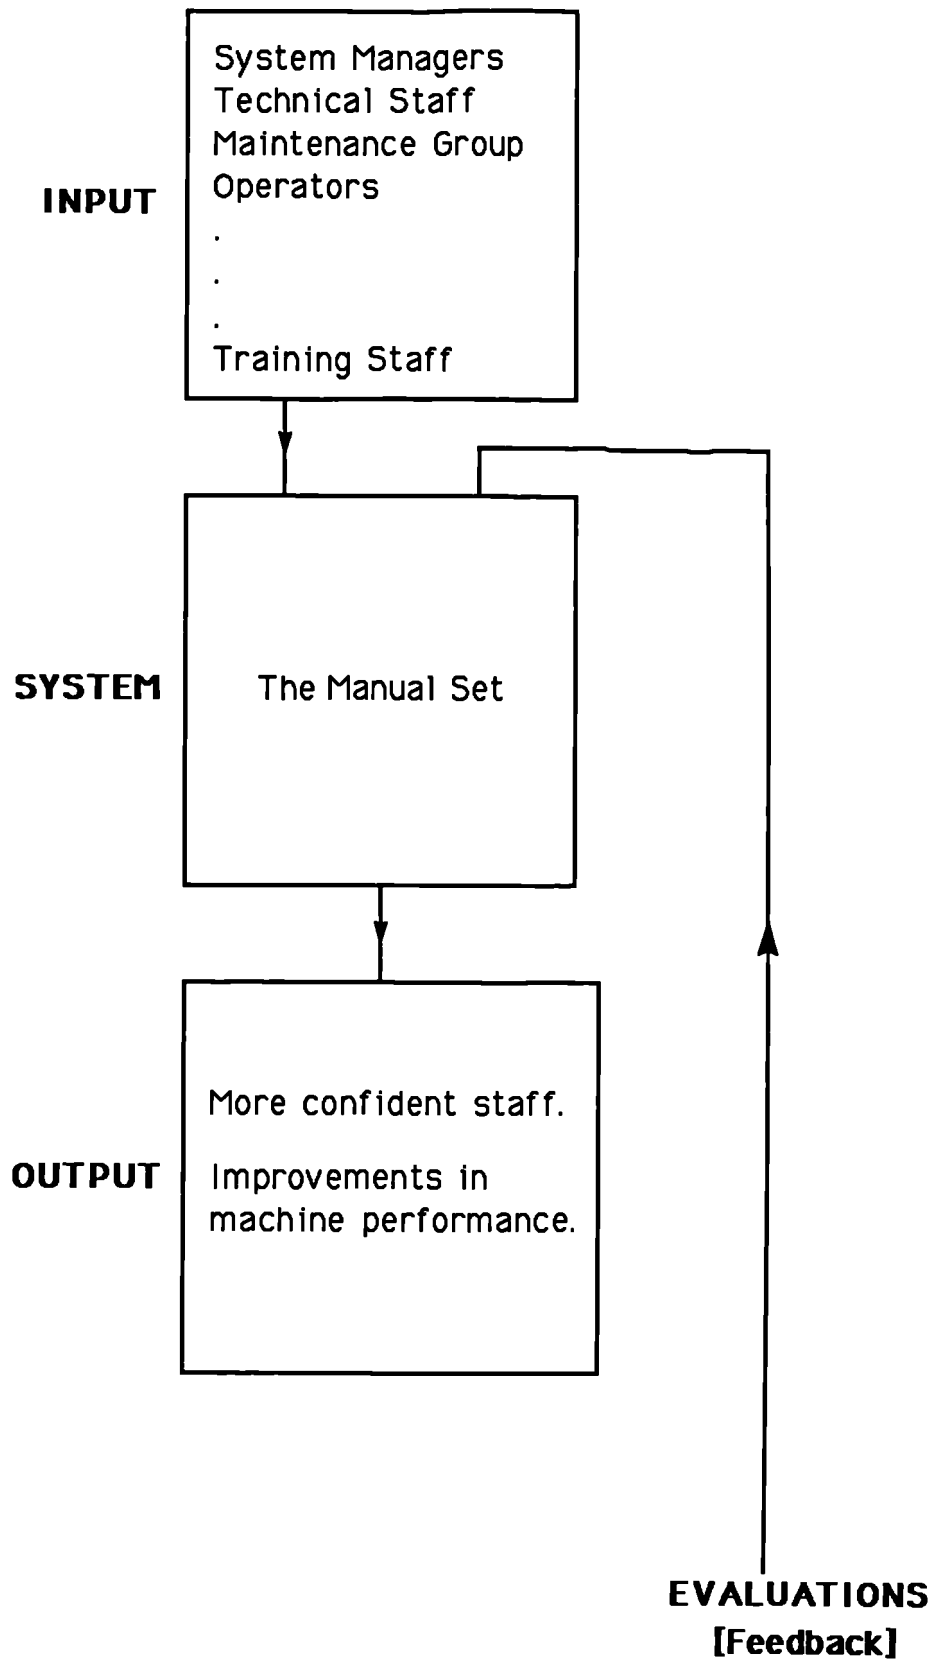 System Managers
Technical Staff
Maintenance Group
Operators
.
.
.
Training Staff
INPUT
SYSTEM
The Manual Set
More confident staff.
OUTPUT
Improvements in
machine performance.
EVALUATIONS
[Feedback]